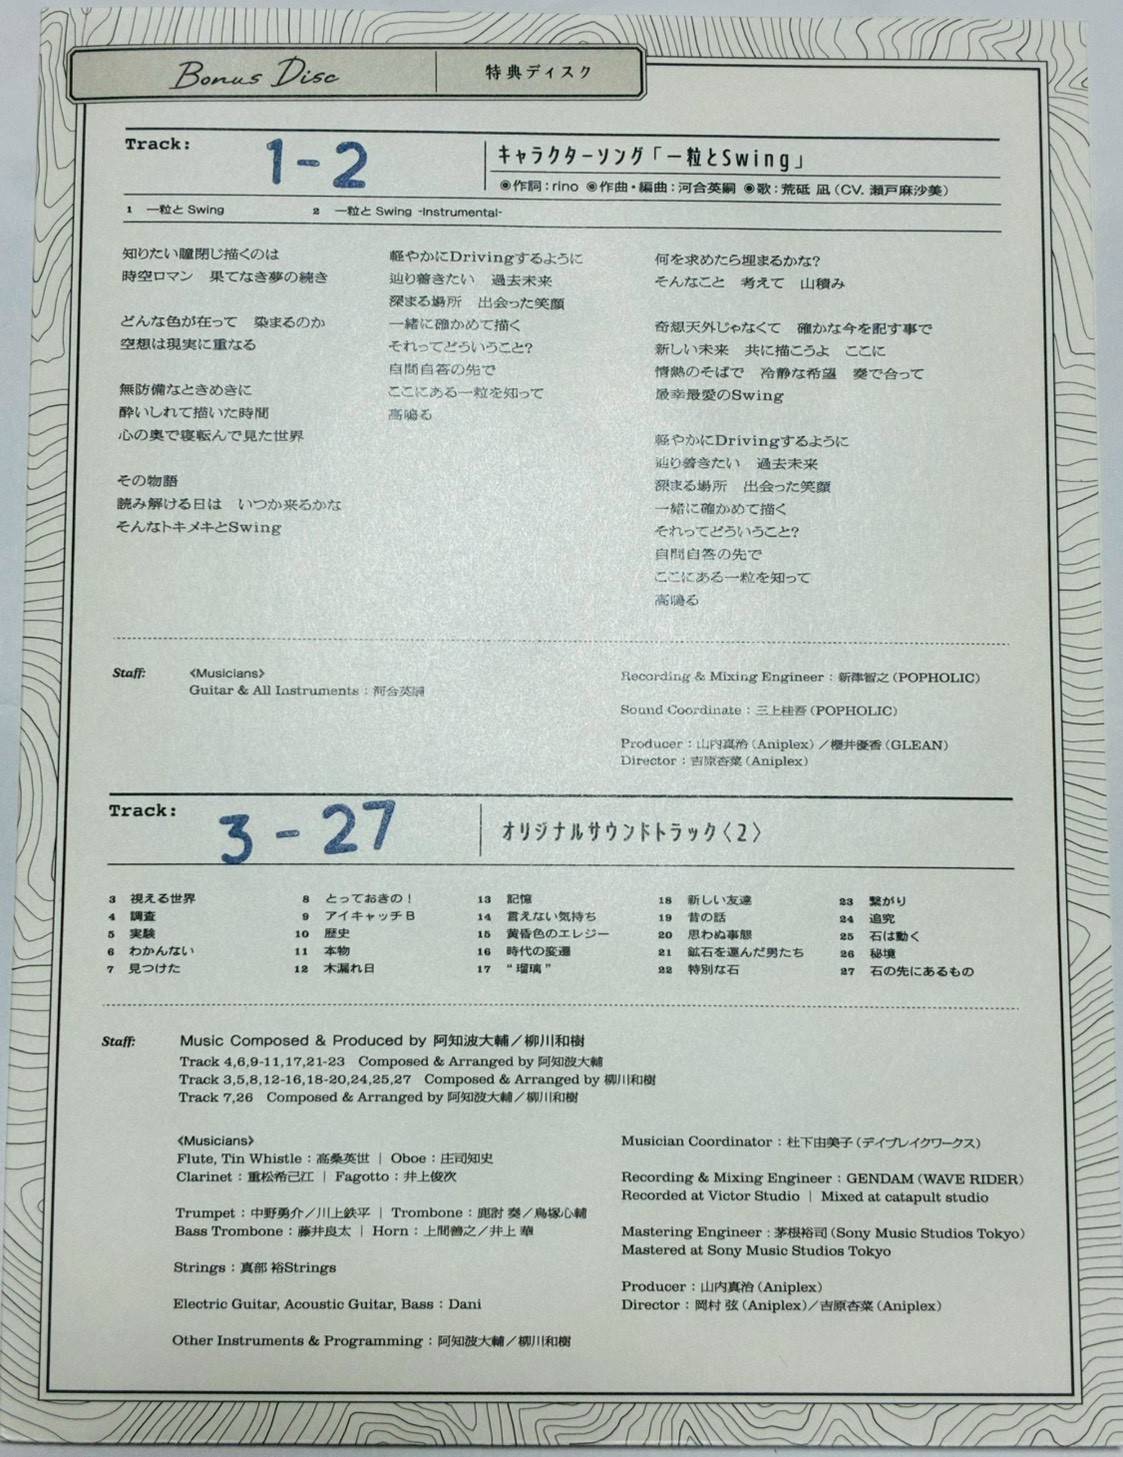 Bonus Disc
特典ディスク
Track:
1-2
キャラクターソング「一粒とSwing」
◉作詞:rino ◉作曲・編曲:河合英嗣 ◉歌:荒砥 凪(CV. 瀬戸麻沙美)
1 一粒と Swing
2 一粒と Swing -Instrumental-
知りたい瞳閉じ描くのは
時空ロマン 果てなき夢の続き
どんな色が在って 染まるのか
空想は現実に重なる
無防備なときめきに
酔いしれて描いた時間
心の奥で寝転んで見た世界
その物語
読み解ける日は いつか来るかな
そんなトキメキとSwing
軽やかにDrivingするように
辿り着きたい 過去未来
深まる場所 出会った笑顔
一緒に確かめて描く
それってどういうこと?
自問自答の先で
ここにある一粒を知って
高鳴る
何を求めたら埋まるかな?
そんなこと 考えて 山積み
奇想天外じゃなくて 確かな今を記す事で
新しい未来 共に描こうよ ここに
情熱のそばで 冷静な希望 奏で合って
最幸最愛のSwing
軽やかにDrivingするように
辿り着きたい 過去未来
深まる場所 出会った笑顔
一緒に確かめて描く
それってどういうこと?
自問自答の先で
ここにある一粒を知って
高鳴る
Staff:
〈Musicians〉
Guitar & All Instruments : 河合英嗣
Recording & Mixing Engineer : 新津智之 (POPHOLIC)
Sound Coordinate : 三上桂吾 (POPHOLIC)
Producer : 山内真治 (Aniplex) ／櫻井優香 (GLEAN)
Director : 吉原杏菜 (Aniplex)
Track:
3-27
オリジナルサウンドトラック〈2〉
3 視える世界
4 調査
5 実験
6 わかんない
7 見つけた
8 とっておきの！
9 アイキャッチB
10 歴史
11 本物
12 木漏れ日
13 記憶
14 言えない気持ち
15 黄昏色のエレジー
16 時代の変遷
17 “瑠璃”
18 新しい友達
19 昔の話
20 思わぬ事態
21 鉱石を運んだ男たち
22 特別な石
23 繋がり
24 追究
25 石は動く
26 秘境
27 石の先にあるもの
Staff:
Music Composed & Produced by 阿知波大輔／柳川和樹
Track 4,6,9-11,17,21-23 Composed & Arranged by 阿知波大輔
Track 3,5,8,12-16,18-20,24,25,27 Composed & Arranged by 柳川和樹
Track 7,26 Composed & Arranged by 阿知波大輔／柳川和樹
〈Musicians〉
Flute, Tin Whistle : 高桑英世 | Oboe : 庄司知史
Clarinet : 重松希巳江 | Fagotto : 井上俊次
Trumpet : 中野勇介／川上鉄平 | Trombone : 鹿討 奏／鳥塚心輔
Bass Trombone : 藤井良太 | Horn : 上間善之／井上 華
Strings : 真部 裕Strings
Electric Guitar, Acoustic Guitar, Bass : Dani
Other Instruments & Programming : 阿知波大輔／柳川和樹
Musician Coordinator : 杜下由美子 (デイブレイクワークス)
Recording & Mixing Engineer : GENDAM (WAVE RIDER)
Recorded at Victor Studio | Mixed at catapult studio
Mastering Engineer : 茅根裕司 (Sony Music Studios Tokyo)
Mastered at Sony Music Studios Tokyo
Producer : 山内真治 (Aniplex)
Director : 岡村 弦 (Aniplex)／吉原杏菜 (Aniplex)